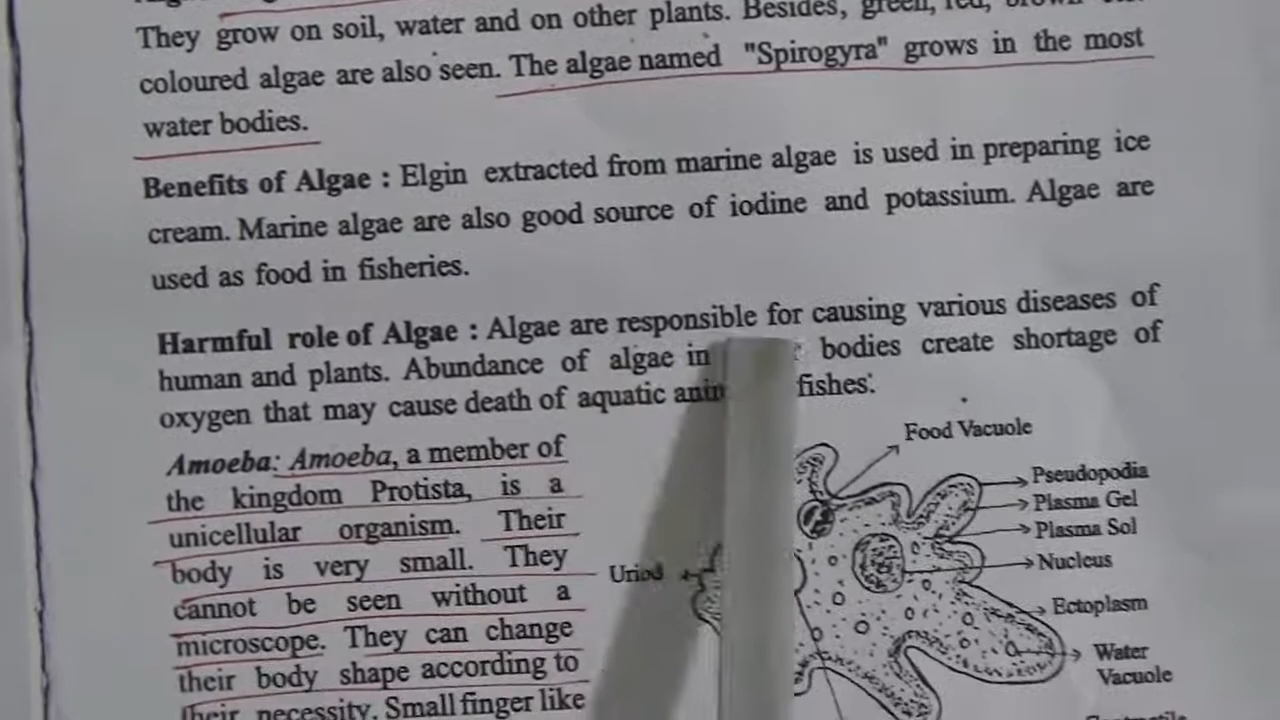 They grow on soil, water and on other plants. Besides, green, red, brown
coloured algae are also seen. The algae named "Spirogyra" grows in the most
water bodies.
Benefits of Algae : Elgin extracted from marine algae is used in preparing ice
cream. Marine algae are also good source of iodine and potassium. Algae are
used as food in fisheries.
Harmful role of Algae : Algae are responsible for causing various diseases of
human and plants. Abundance of algae in bodies create shortage of
oxygen that may cause death of aquatic fishes.
Amoeba: Amoeba, a member of
the kingdom Protista, is a
unicellular organism. Their
body is very small. They
cannot be seen without a
microscope. They can change
their body shape according to
their necessity. Small finger like
Food Vacuole
Pseudopodia
Plasma Gel
Plasma Sol
Nucleus
Uriod
Ectoplasm
Water
Vacuole